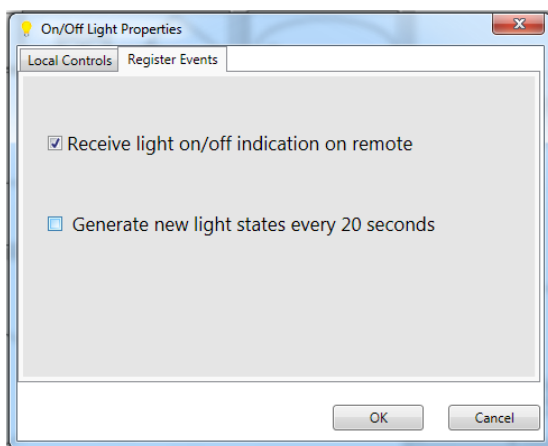 On/Off Light Properties
Local Controls Register Events
Receive light on/off indication on remote
Generate new light states every 20 seconds
OK Cancel